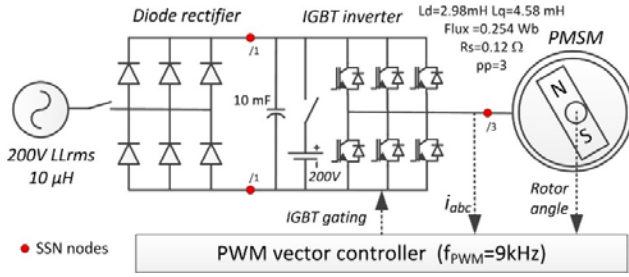 Diode rectifier
IGBT inverter
Ld=2.98mH Lq=4.58 mH
Flux =0.254 Wb
Rs=0.12 Ω
pp=3
PMSM
/1
10 mF
N
S
/3
200V LLrms
10 µH
+
200V
/1
IGBT gating
iabc
Rotor
angle
SSN nodes
PWM vector controller (fPWM=9kHz)